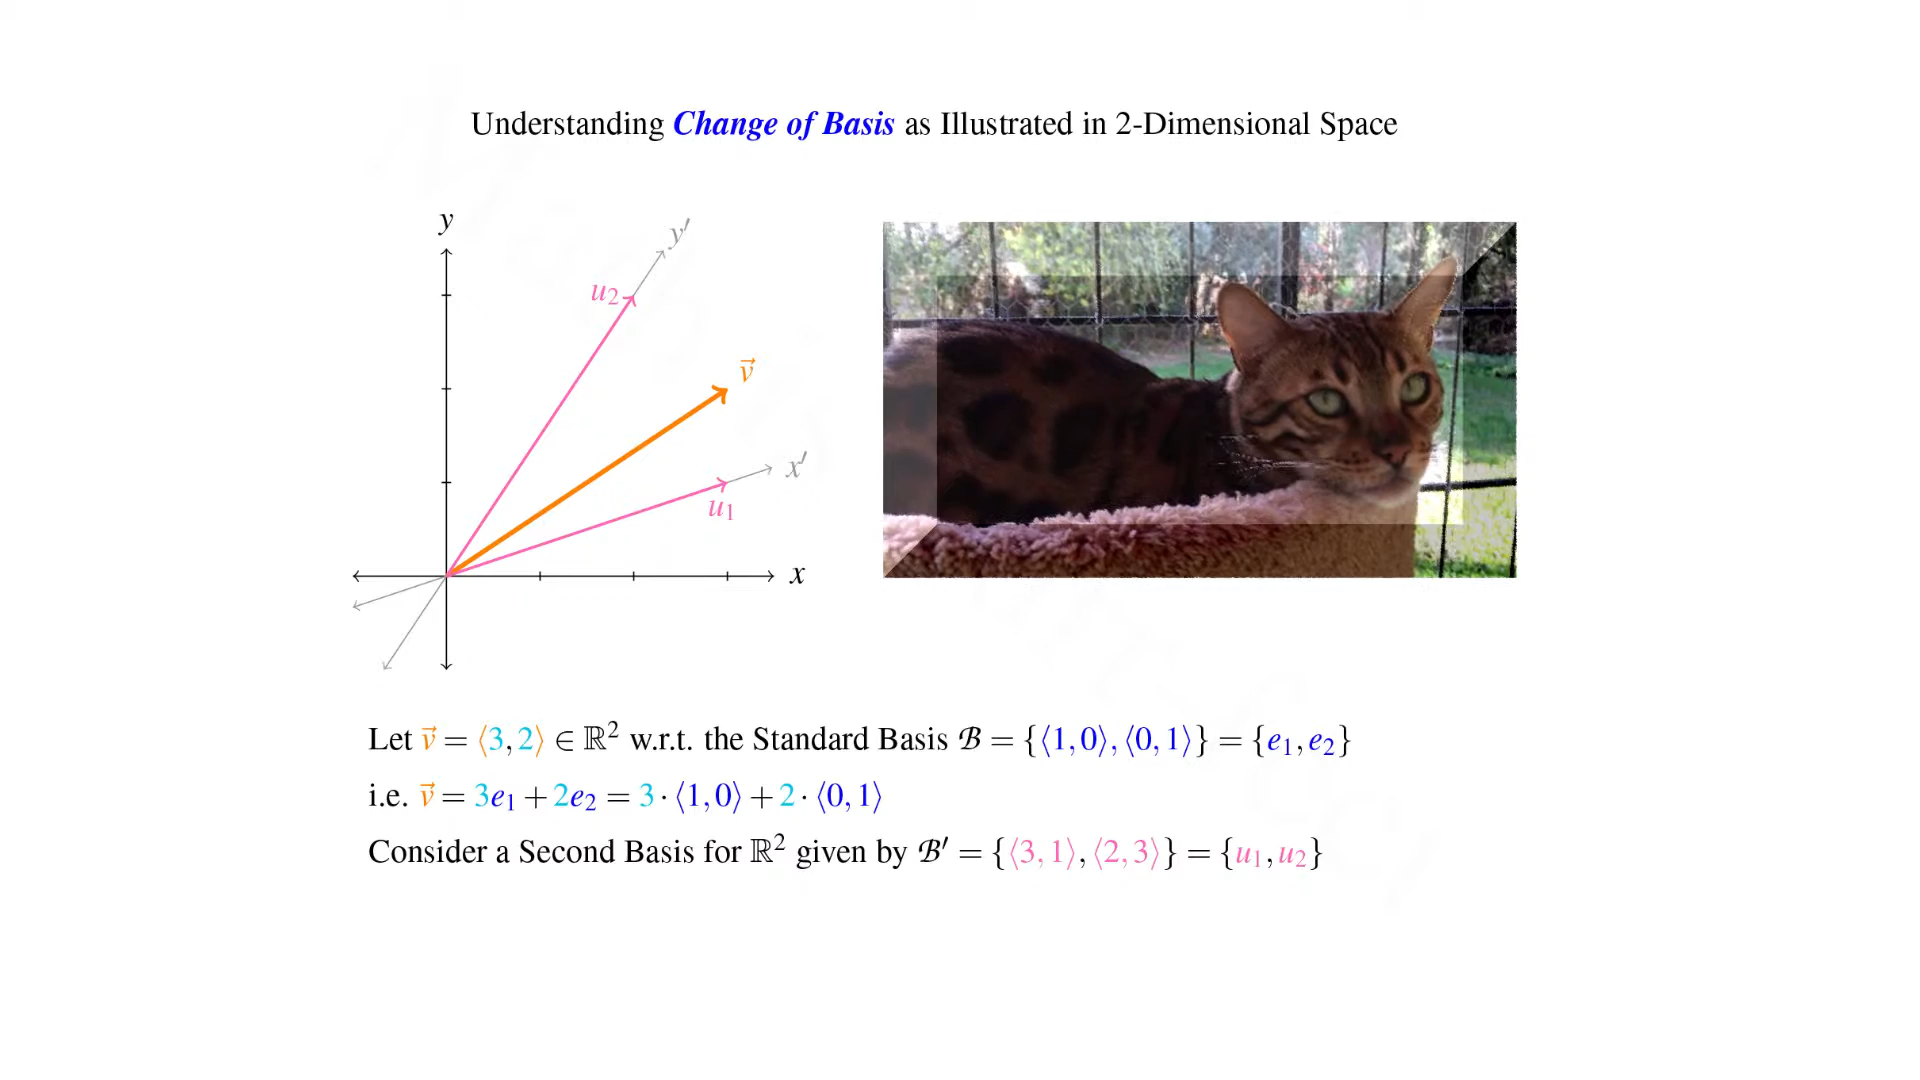 Understanding Change of Basis as Illustrated in 2-Dimensional Space
y
y′
u₂
v⃗
x′
u₁
x
Let v⃗ = ⟨3, 2⟩ ∈ ℝ² w.r.t. the Standard Basis ℬ = {⟨1, 0⟩, ⟨0, 1⟩} = {e₁, e₂}
i.e. v⃗ = 3e₁ + 2e₂ = 3 · ⟨1, 0⟩ + 2 · ⟨0, 1⟩
Consider a Second Basis for ℝ² given by ℬ′ = {⟨3, 1⟩, ⟨2, 3⟩} = {u₁, u₂}